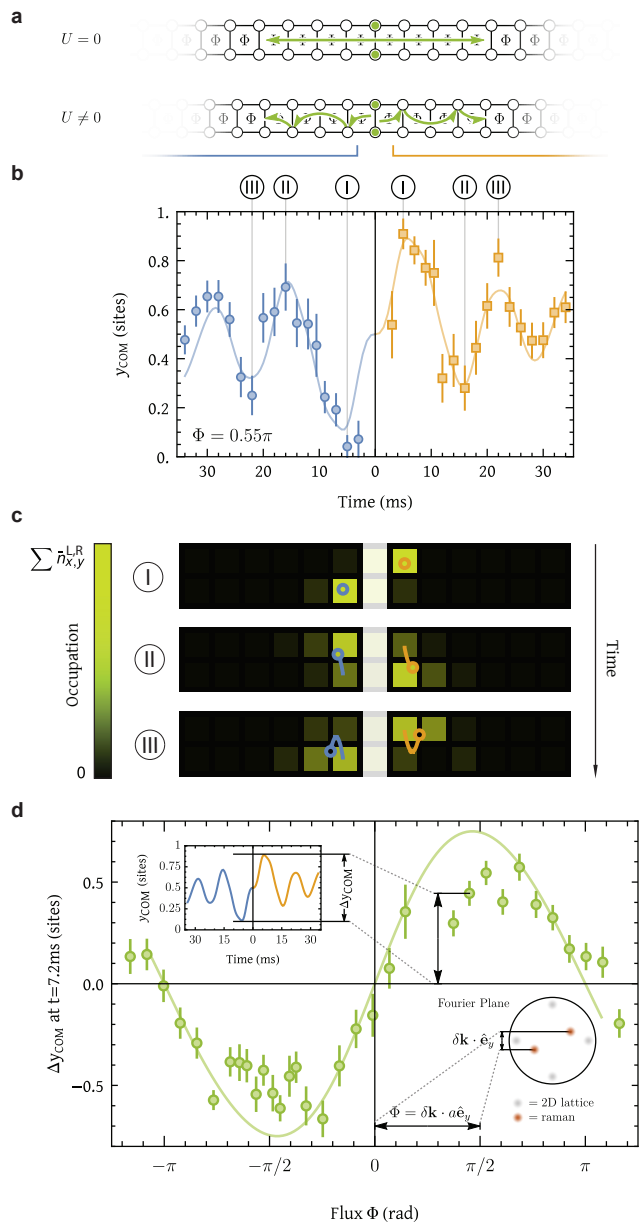 a
U = 0
Φ Φ Φ Φ Φ Φ Φ Φ
U ≠ 0
Φ Φ Φ Φ Φ Φ Φ Φ
b
III II I I II III
1.
0.8
0.6
0.4
0.2
0.
y_COM (sites)
Φ = 0.55π
30 20 10 0 10 20 30
Time (ms)
c
∑ n̄^{L,R}_{x,y}
Occupation
0
I
II
III
Time
d
0.5
0.0
−0.5
Δy_COM at t=7.2ms (sites)
1
0.75
0.5
0.25
0
y_COM (sites)
30 15 0 15 30
Time (ms)
Δy_COM
Fourier Plane
δk · ê_y
Φ = δk · aê_y
= 2D lattice
= raman
−π −π/2 0 π/2 π
Flux Φ (rad)